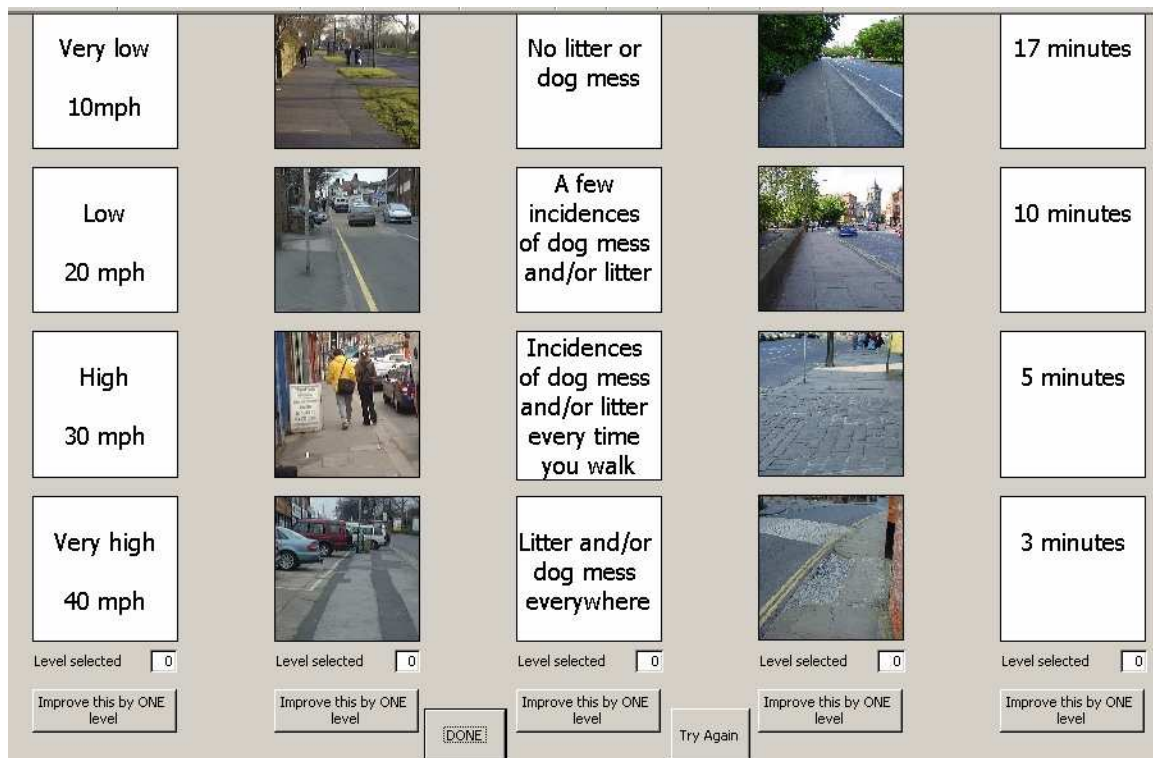 Very low
10mph
No litter or
dog mess
17 minutes
Low
20 mph
A few
incidences
of dog mess
and/or litter
10 minutes
High
30 mph
Incidences
of dog mess
and/or litter
every time
you walk
5 minutes
Very high
40 mph
Litter and/or
dog mess
everywhere
3 minutes
Level selected 0
Level selected 0
Level selected 0
Level selected 0
Level selected 0
Improve this by ONE
level
Improve this by ONE
level
Improve this by ONE
level
Improve this by ONE
level
Improve this by ONE
level
DONE
Try Again